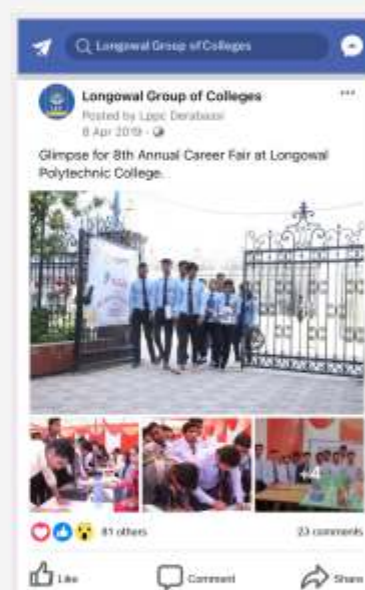 Longowal Group of Colleges
Longowal Group of Colleges
Posted by Lppc Derabassi
8 Apr 2019
Glimpse for 8th Annual Career Fair at Longowal
Polytechnic College.
+4
81 others
23 comments
Like
Comment
Share